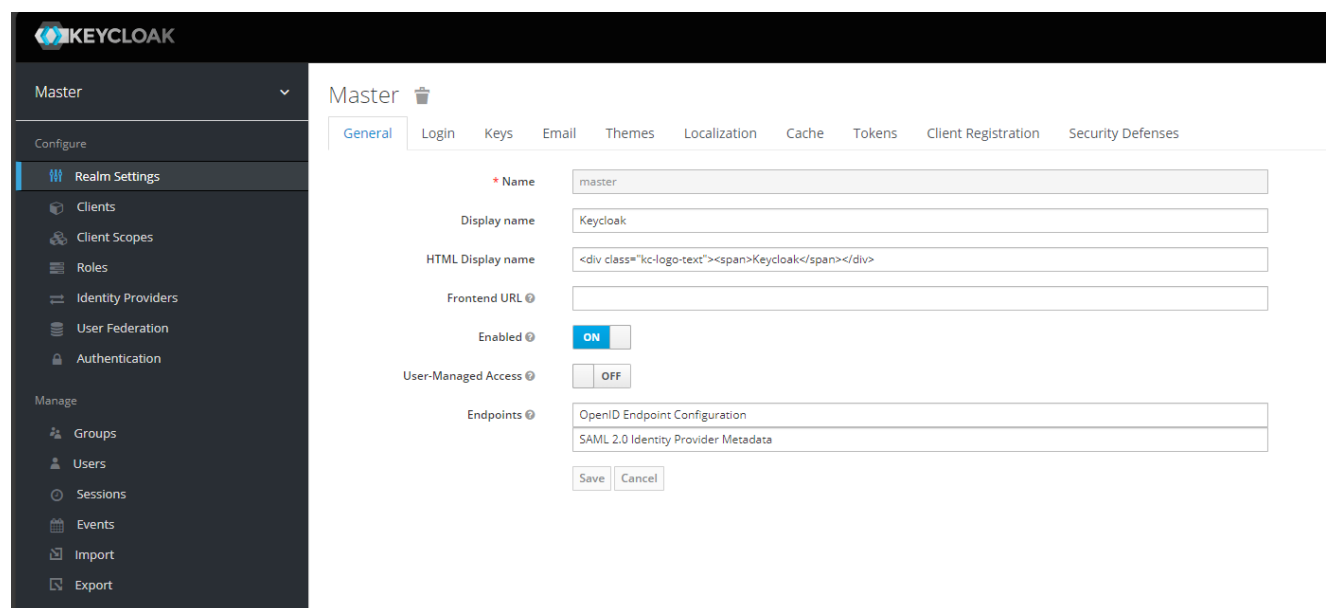 KEYCLOAK
Master
Configure
Realm Settings
Clients
Client Scopes
Roles
Identity Providers
User Federation
Authentication
Manage
Groups
Users
Sessions
Events
Import
Export
Master
General Login Keys Email Themes Localization Cache Tokens Client Registration Security Defenses
* Name master
Display name Keycloak
HTML Display name <div class="kc-logo-text"><span>Keycloak</span></div>
Frontend URL
Enabled ON
User-Managed Access OFF
Endpoints OpenID Endpoint Configuration
SAML 2.0 Identity Provider Metadata
Save Cancel